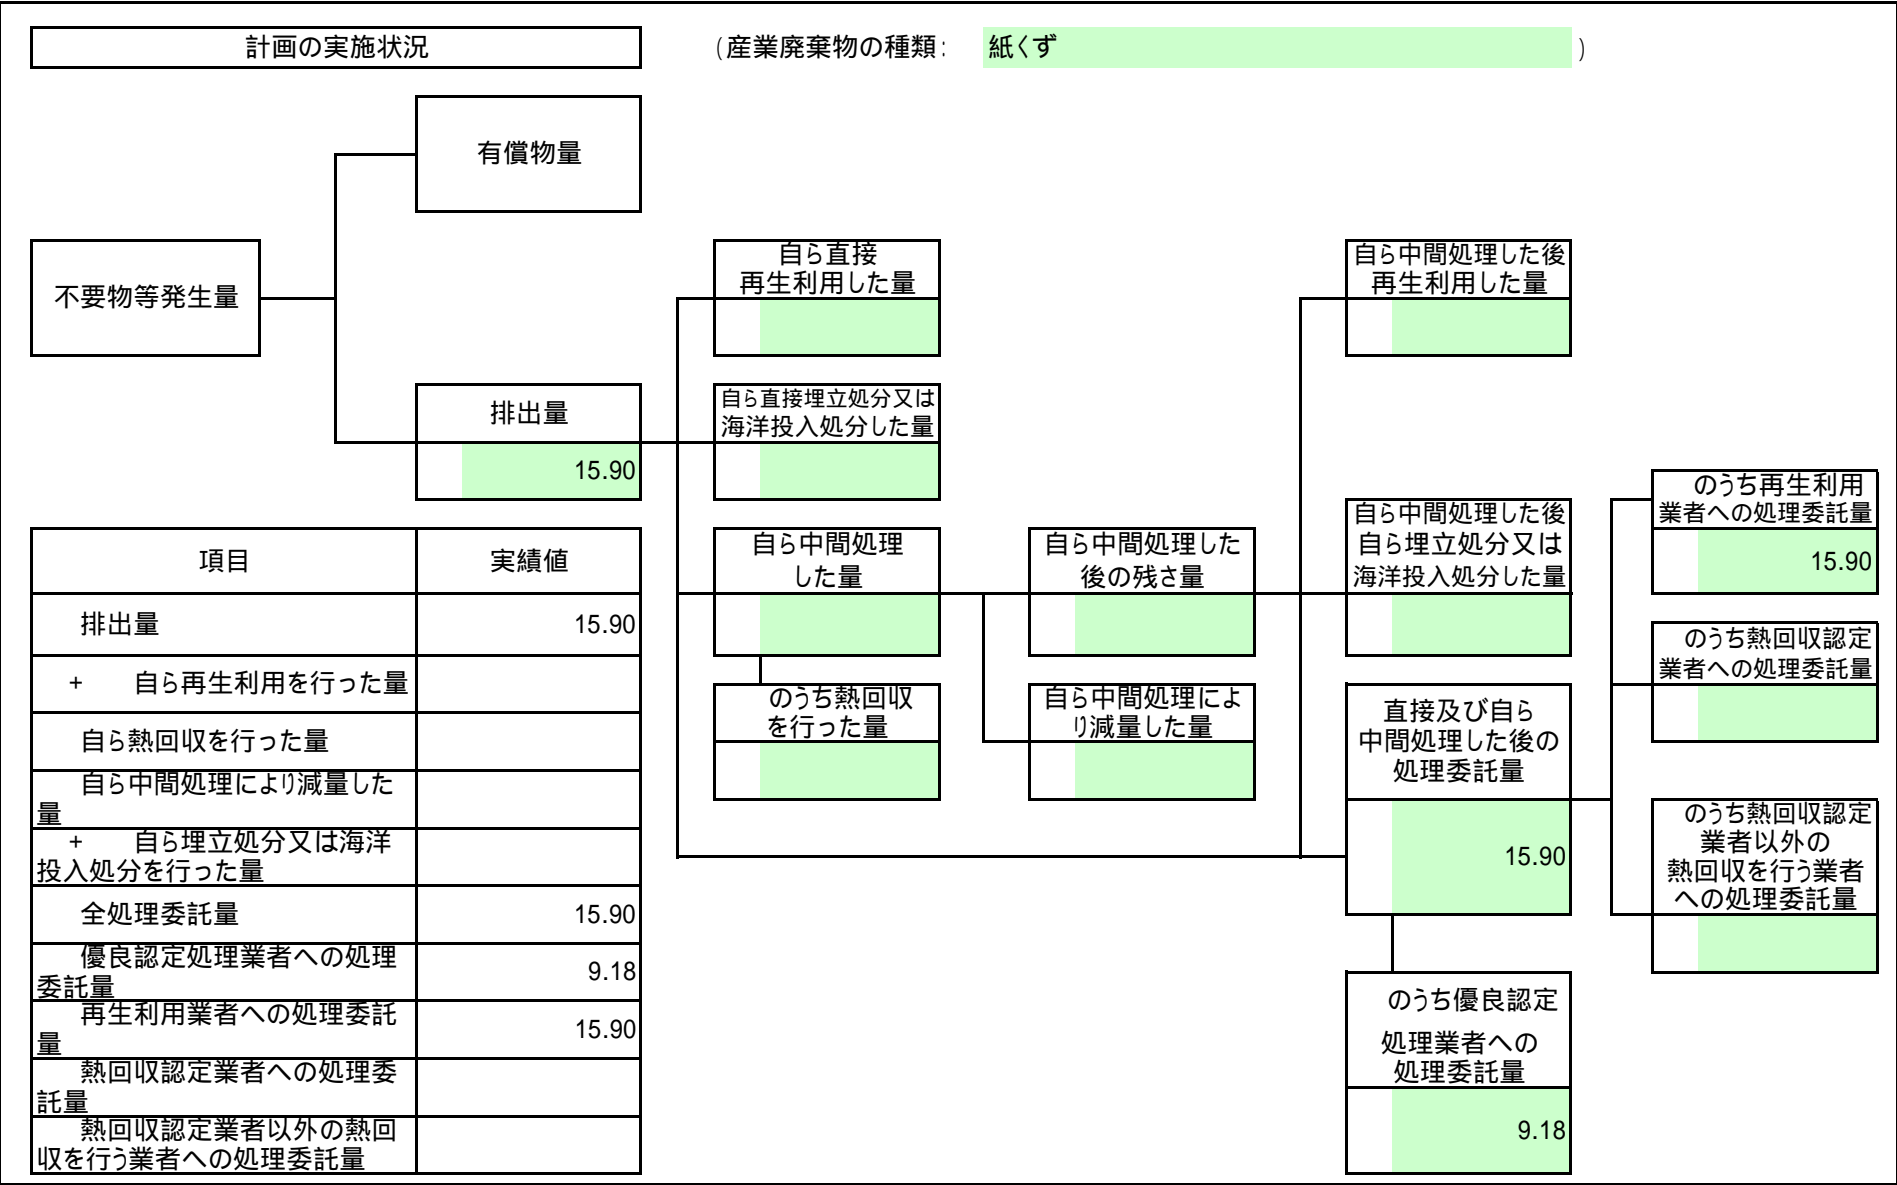 計画の実施状況
(産業廃棄物の種類: 紙くず )
有償物量
不要物等発生量
自ら直接
再生利用した量
自ら中間処理した後
再生利用した量
排出量
15.90
自ら直接埋立処分又は
海洋投入処分した量
のうち再生利用
業者への処理委託量
15.90
自ら中間処理した後
自ら埋立処分又は
海洋投入処分した量
自ら中間処理
した量
自ら中間処理した
後の残さ量
のうち熱回収認定
業者への処理委託量
のうち熱回収
を行った量
自ら中間処理によ
り減量した量
直接及び自ら
中間処理した後の
処理委託量
15.90
のうち熱回収認定
業者以外の
熱回収を行う業者
への処理委託量
のうち優良認定
処理業者への
処理委託量
9.18
項目 実績値
排出量 15.90
+ 自ら再生利用を行った量
自ら熱回収を行った量
自ら中間処理により減量した
量
+ 自ら埋立処分又は海洋
投入処分を行った量
全処理委託量 15.90
優良認定処理業者への処理
委託量 9.18
再生利用業者への処理委託
量 15.90
熱回収認定業者への処理委
託量
熱回収認定業者以外の熱回
収を行う業者への処理委託量